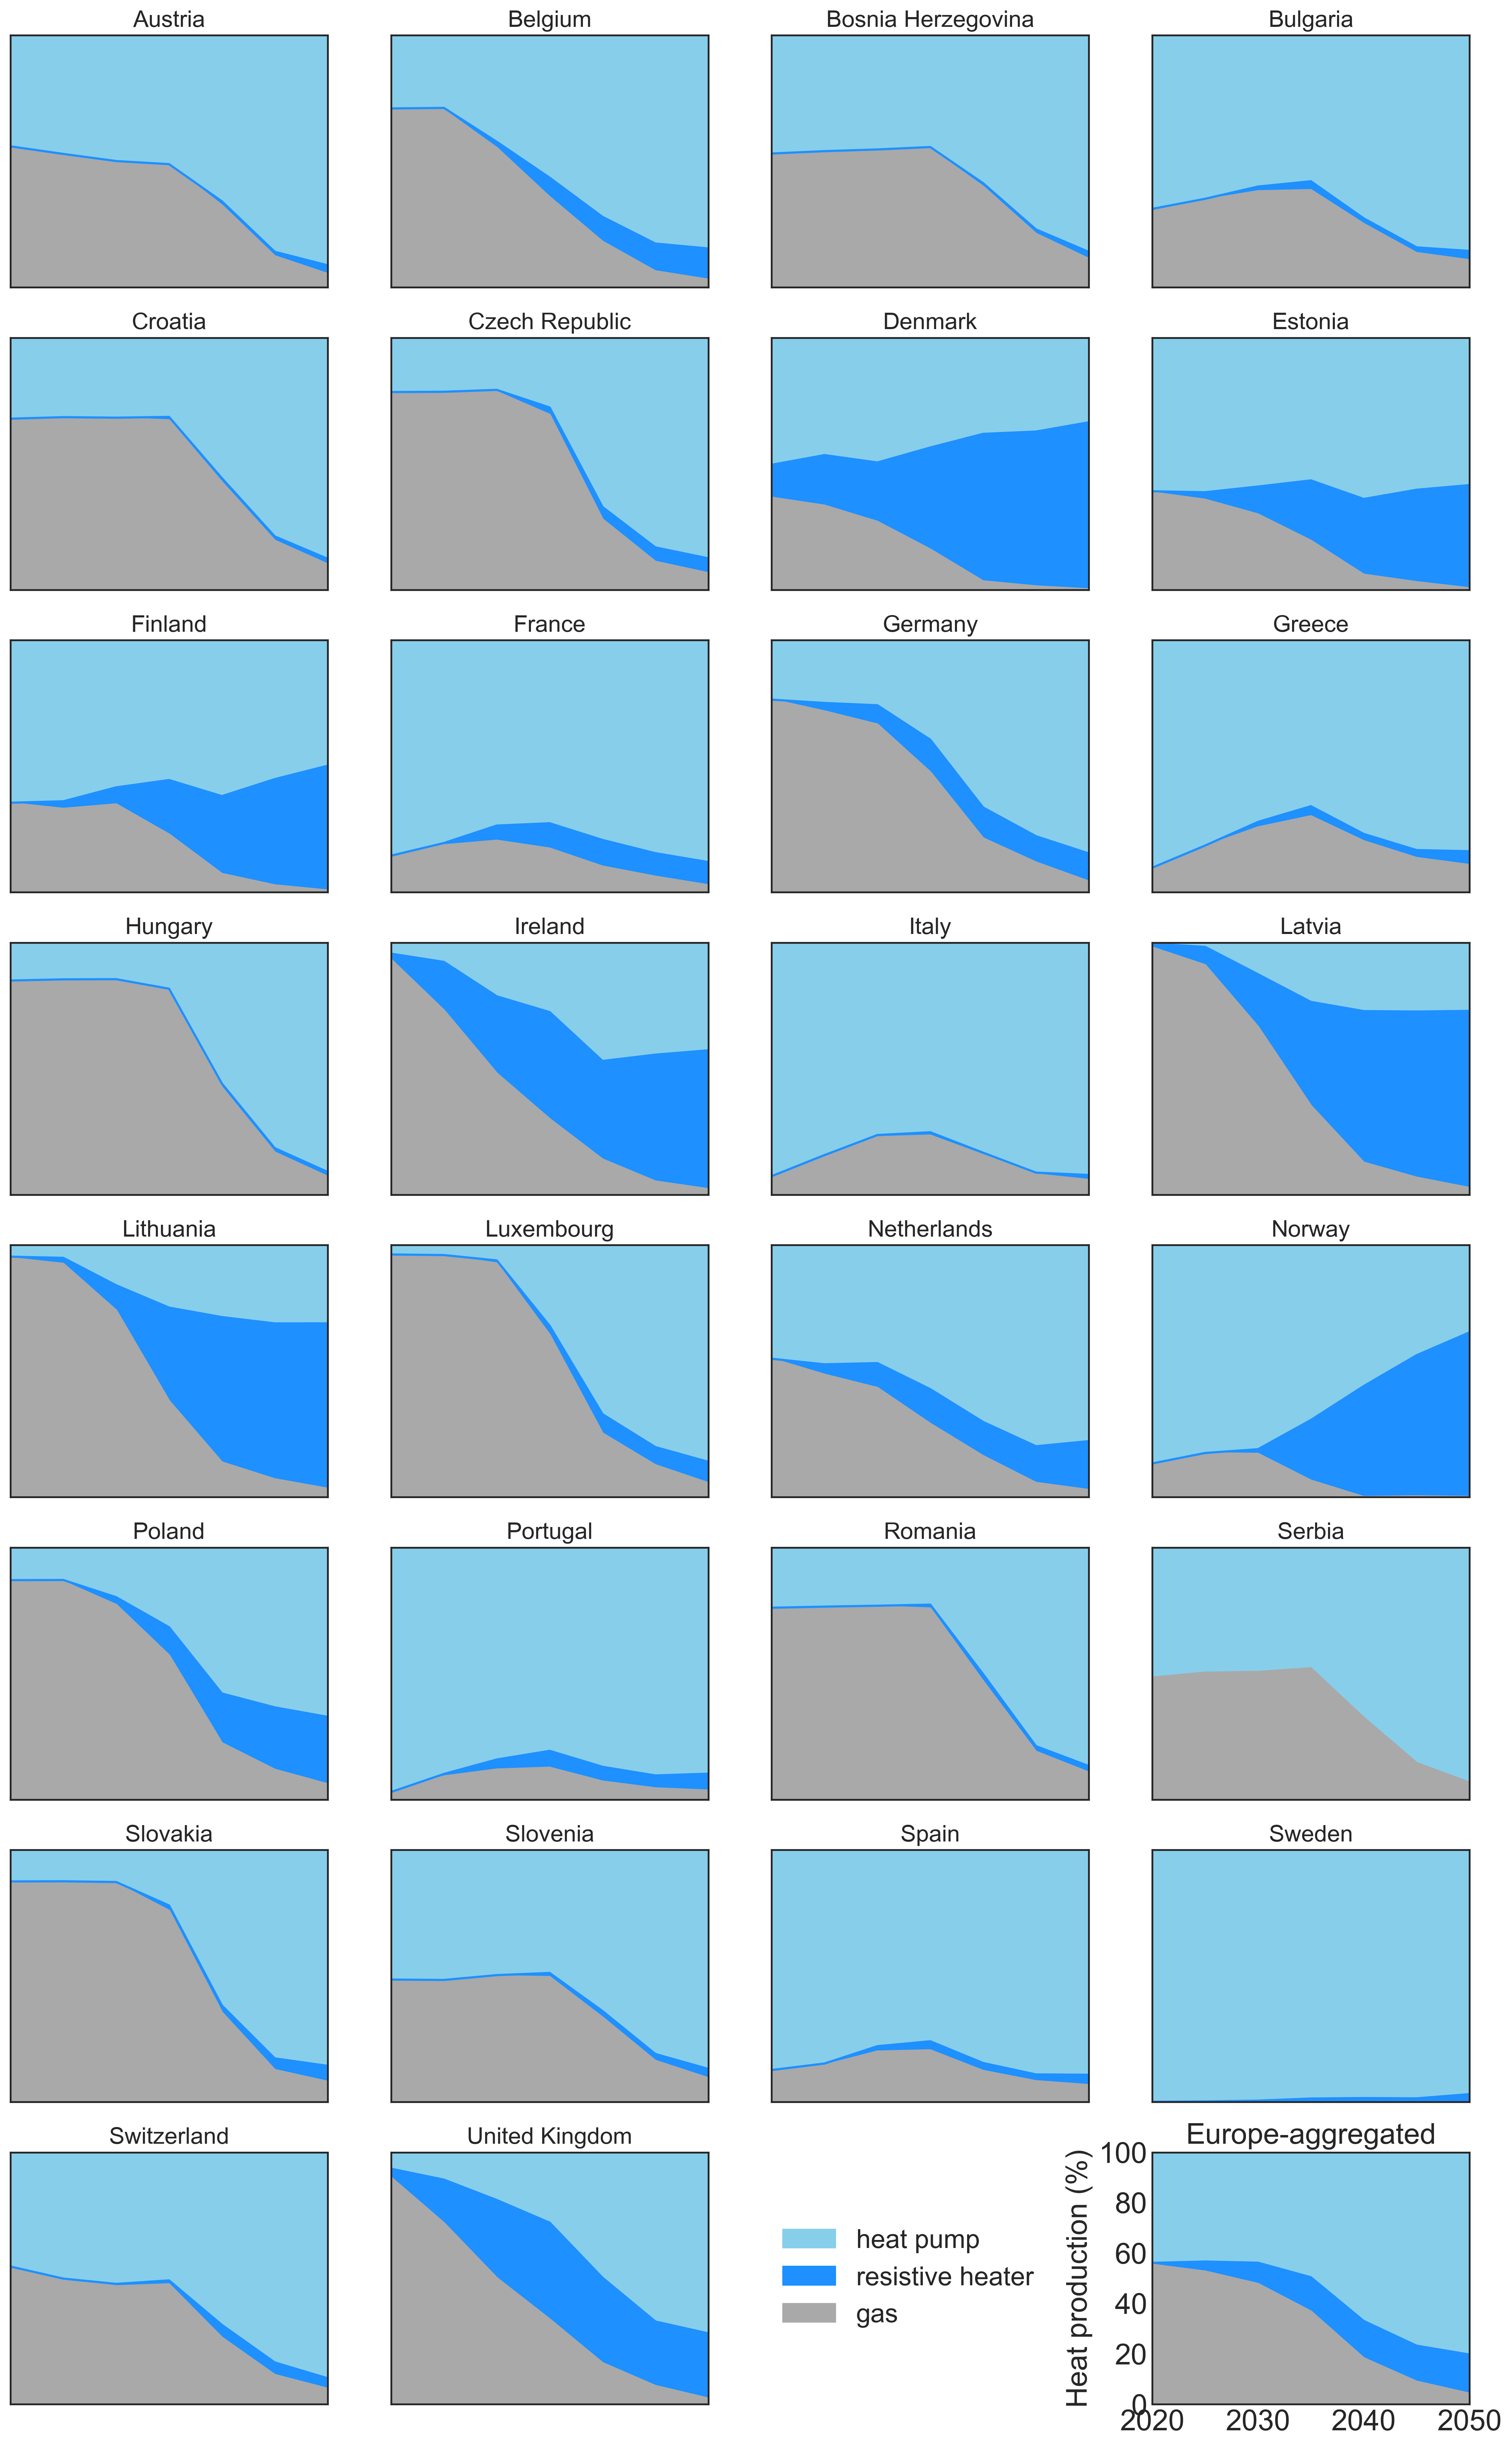 Austria
Belgium
Bosnia Herzegovina
Bulgaria
Croatia
Czech Republic
Denmark
Estonia
Finland
France
Germany
Greece
Hungary
Ireland
Italy
Latvia
Lithuania
Luxembourg
Netherlands
Norway
Poland
Portugal
Romania
Serbia
Slovakia
Slovenia
Spain
Sweden
Switzerland
United Kingdom
heat pump
resistive heater
gas
Europe-aggregated
Heat production (%)
100
80
60
40
20
0
2020 2030 2040 2050